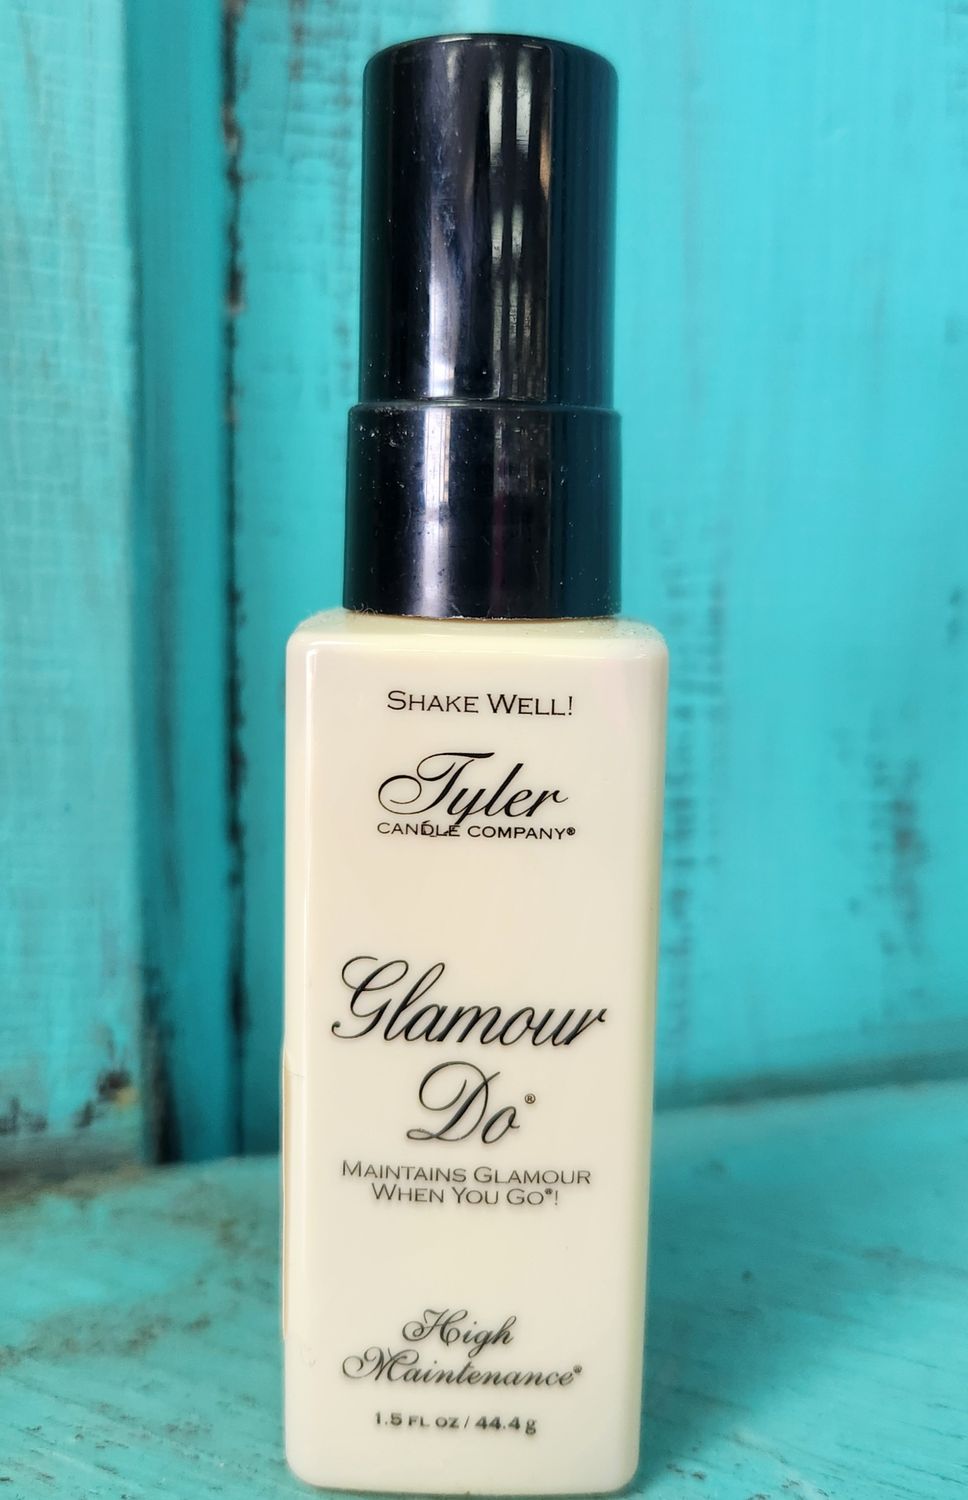 SHAKE WELL!
Tyler
CANDLE COMPANY®
Glamour
Do®
MAINTAINS GLAMOUR
WHEN YOU GO®!
High
Maintenance®
1.5 FL OZ / 44.4 g